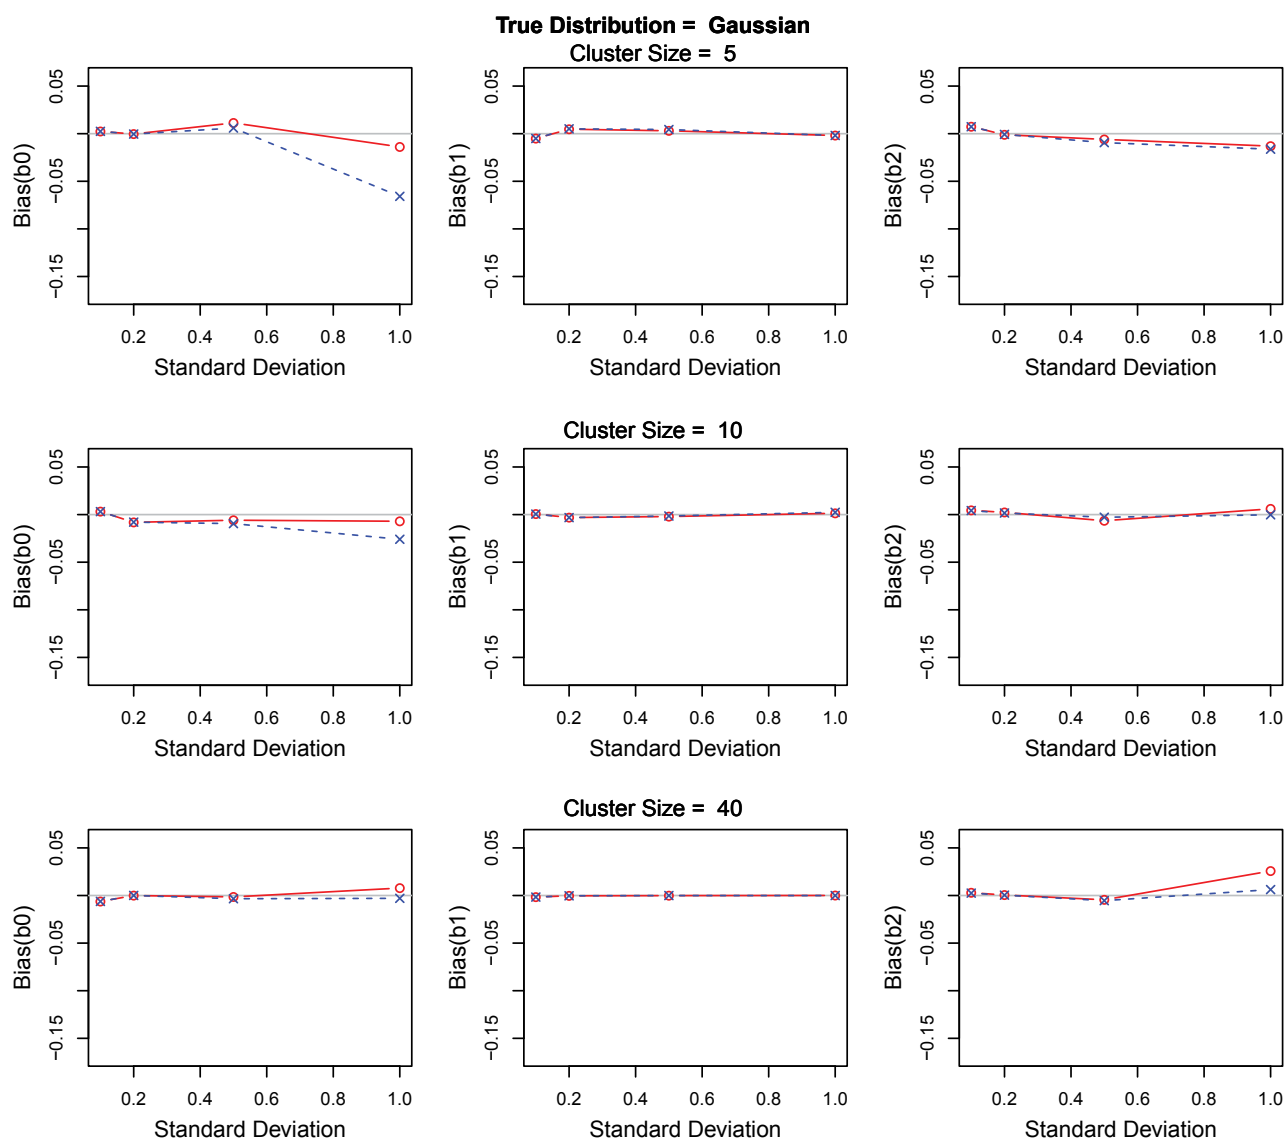 True Distribution = Gaussian
Cluster Size = 5
Bias(b0)
0.05
−0.05
−0.15
0.2 0.4 0.6 0.8 1.0
Standard Deviation
Bias(b1)
0.05
−0.05
−0.15
0.2 0.4 0.6 0.8 1.0
Standard Deviation
Bias(b2)
0.05
−0.05
−0.15
0.2 0.4 0.6 0.8 1.0
Standard Deviation
Cluster Size = 10
Bias(b0)
0.05
−0.05
−0.15
0.2 0.4 0.6 0.8 1.0
Standard Deviation
Bias(b1)
0.05
−0.05
−0.15
0.2 0.4 0.6 0.8 1.0
Standard Deviation
Bias(b2)
0.05
−0.05
−0.15
0.2 0.4 0.6 0.8 1.0
Standard Deviation
Cluster Size = 40
Bias(b0)
0.05
−0.05
−0.15
0.2 0.4 0.6 0.8 1.0
Standard Deviation
Bias(b1)
0.05
−0.05
−0.15
0.2 0.4 0.6 0.8 1.0
Standard Deviation
Bias(b2)
0.05
−0.05
−0.15
0.2 0.4 0.6 0.8 1.0
Standard Deviation